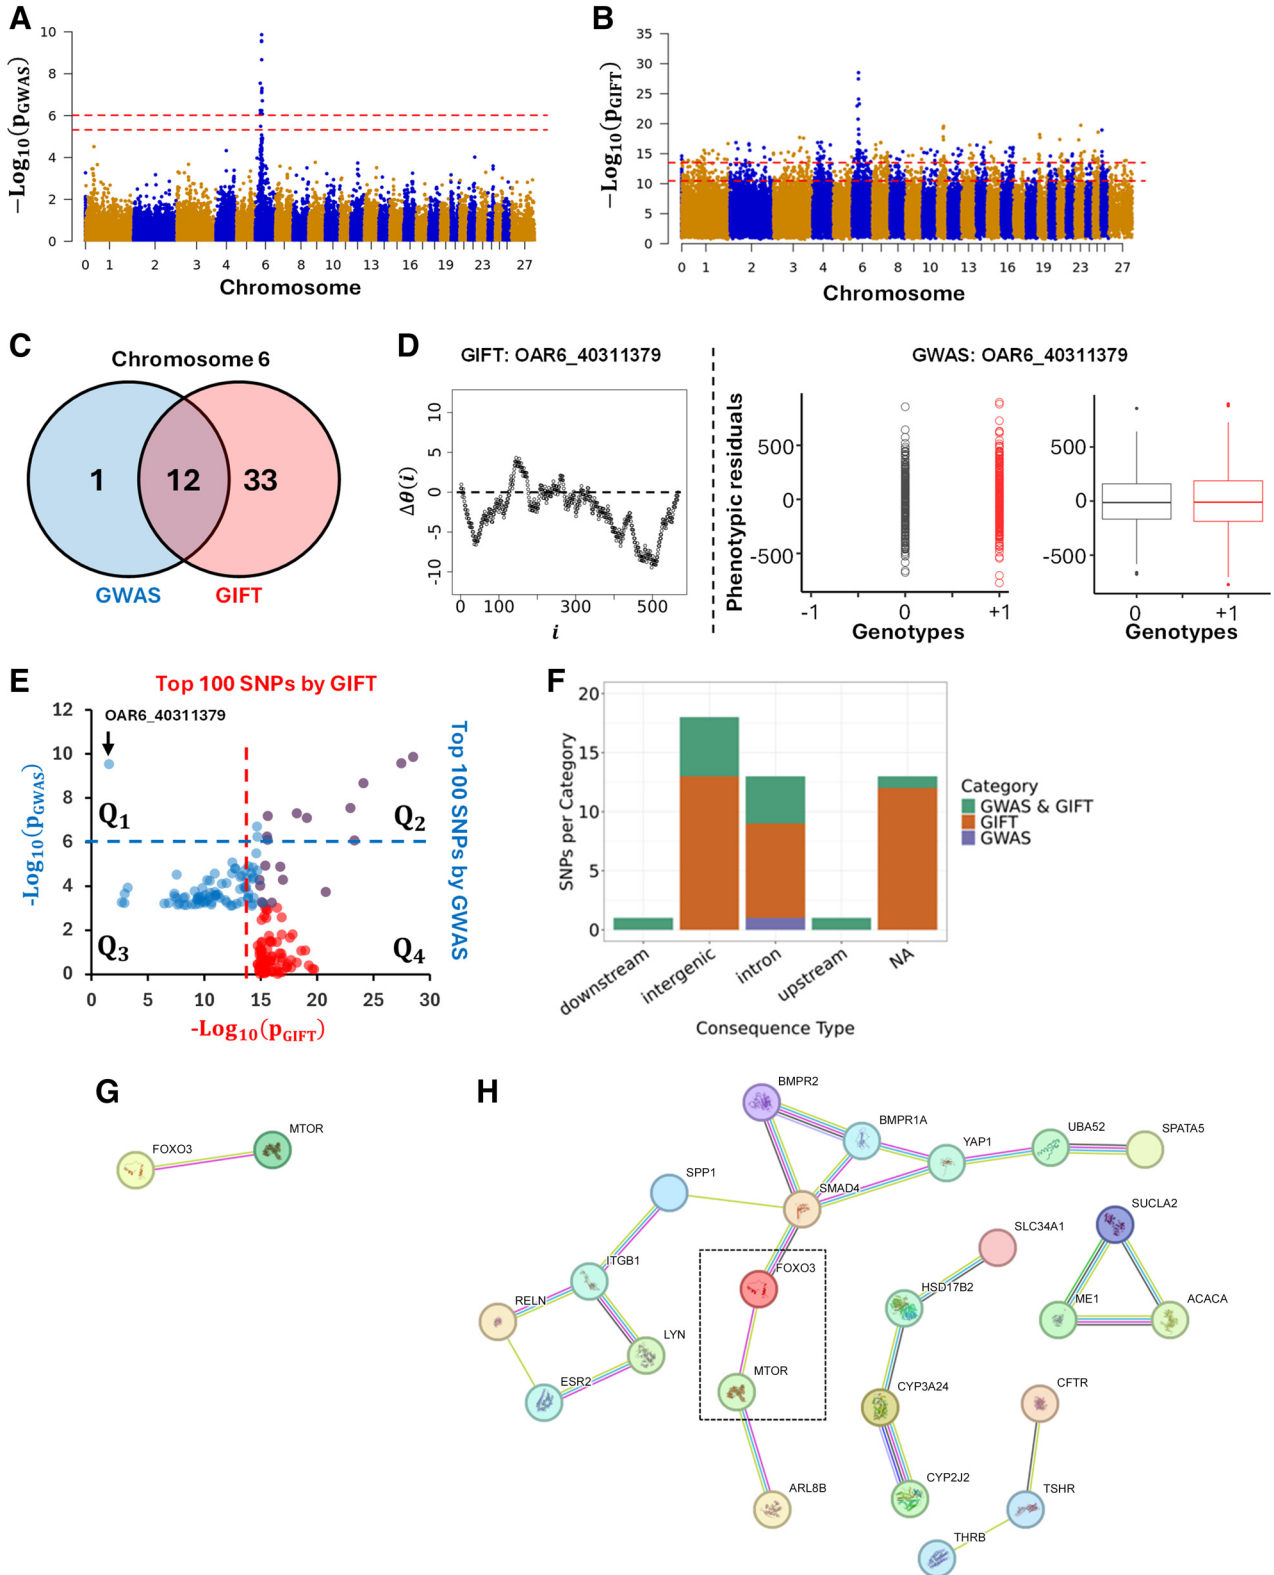 A
−Log₁₀(p_GWAS)
10
8
6
4
2
0
0 1 2 3 4 6 8 10 13 16 19 23 27
Chromosome
B
−Log₁₀(p_GIFT)
35
30
25
20
15
10
5
0
0 1 2 3 4 6 8 10 13 16 19 23 27
Chromosome
C
Chromosome 6
1 12 33
GWAS GIFT
D
GIFT: OAR6_40311379
Δθ(i)
10
5
0
-5
-10
0 100 300 500
i
GWAS: OAR6_40311379
Phenotypic residuals
500
0
-500
-1 0 +1
Genotypes
500
0
-500
0 +1
Genotypes
E
Top 100 SNPs by GIFT
OAR6_40311379
Top 100 SNPs by GWAS
-Log₁₀(p_GWAS)
12
10
8
6
4
2
0
Q₁ Q₂
Q₃ Q₄
0 5 10 15 20 25 30
-Log₁₀(p_GIFT)
F
SNPs per Category
20
15
10
5
0
downstream
intergenic
intron
upstream
NA
Consequence Type
Category
GWAS & GIFT
GIFT
GWAS
G
FOXO3
MTOR
H
BMPR2
BMPR1A
YAP1
UBA52
SPATA5
SPP1
SMAD4
SUCLA2
SLC34A1
ITGB1
FOXO3
HSD17B2
ME1
ACACA
RELN
LYN
ESR2
MTOR
CYP3A24
CFTR
ARL8B
CYP2J2
TSHR
THRB